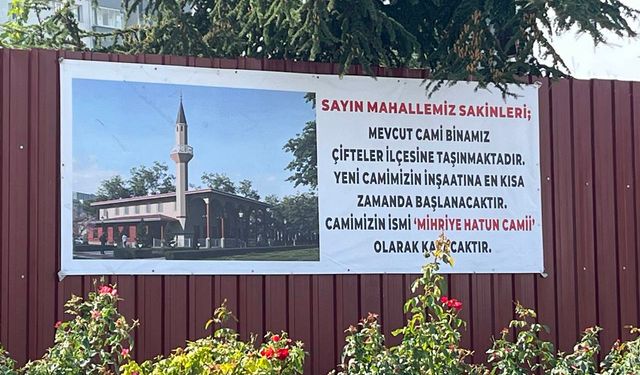 SAYIN MAHALLEMİZ SAKİNLERİ;
MEVCUT CAMİ BİNAMIZ
ÇİFTELER İLÇESİNE TAŞINMAKTADIR.
YENİ CAMİMİZİN İNŞAATINA EN KISA
ZAMANDA BAŞLANACAKTIR.
CAMİMİZİN İSMİ ‘MİHRİYE HATUN CAMİİ’
OLARAK KALACAKTIR.